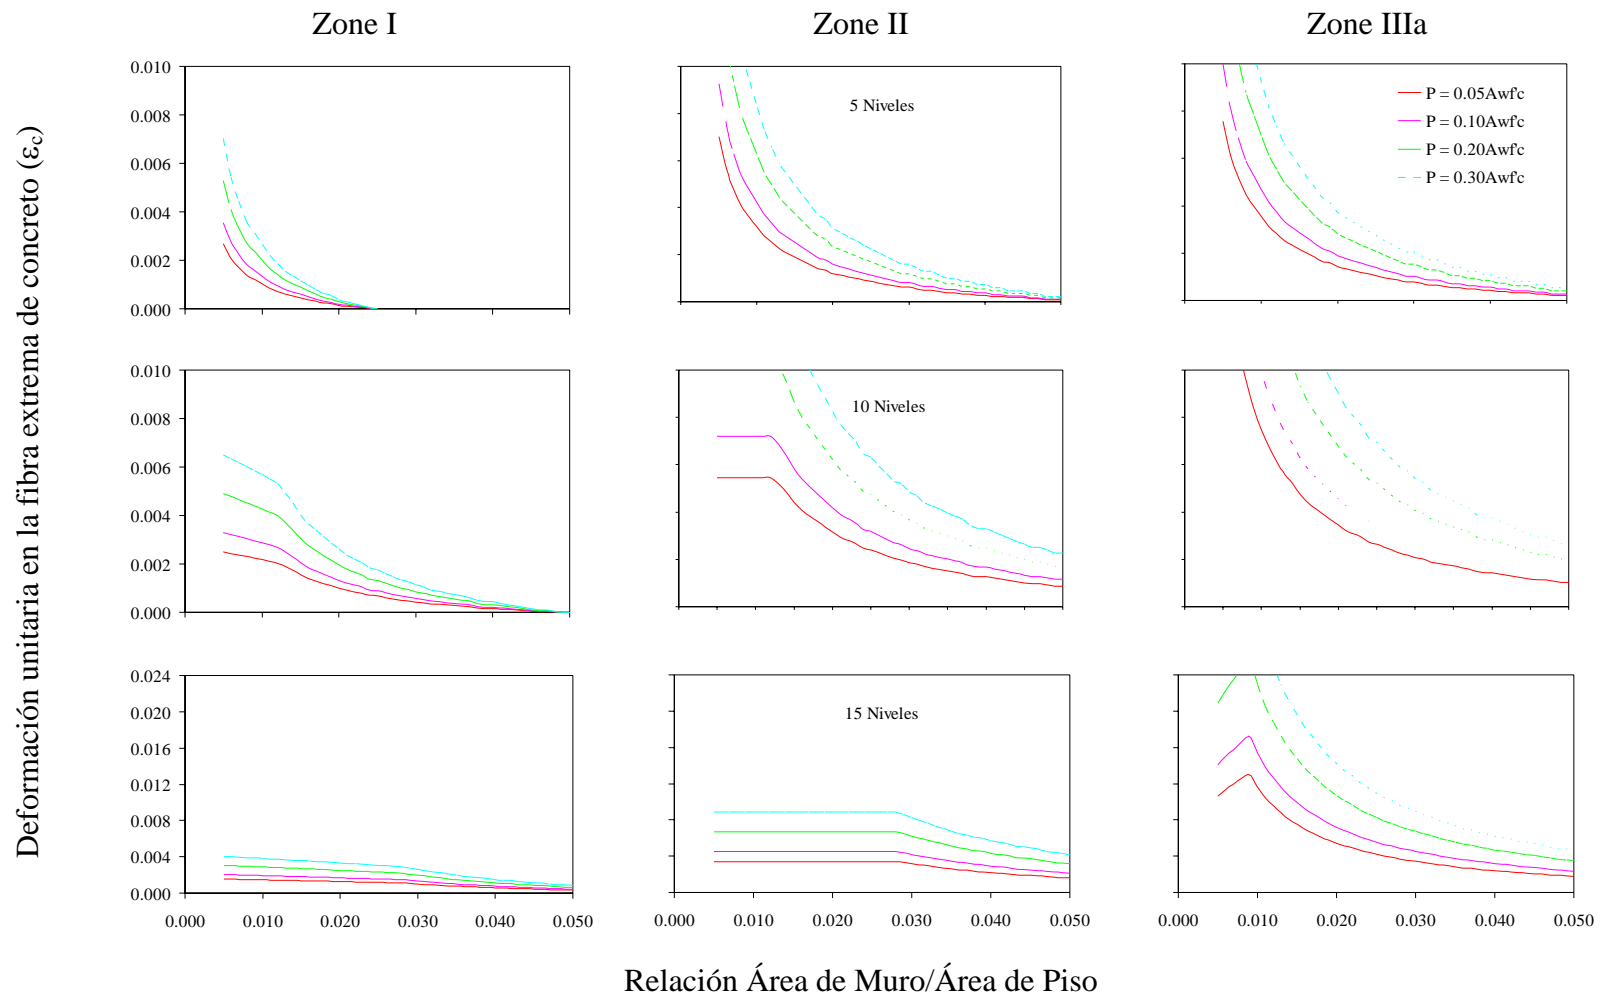 Zone I
Zone II
Zone IIIa
Deformación unitaria en la fibra extrema de concreto (εc)
0.010
0.008
0.006
0.004
0.002
0.000
5 Niveles
P = 0.05Awf'c
P = 0.10Awf'c
P = 0.20Awf'c
P = 0.30Awf'c
0.010
0.008
0.006
0.004
0.002
0.000
10 Niveles
0.024
0.020
0.016
0.012
0.008
0.004
0.000
15 Niveles
0.000 0.010 0.020 0.030 0.040 0.050
0.000 0.010 0.020 0.030 0.040 0.050
0.000 0.010 0.020 0.030 0.040 0.050
Relación Área de Muro/Área de Piso